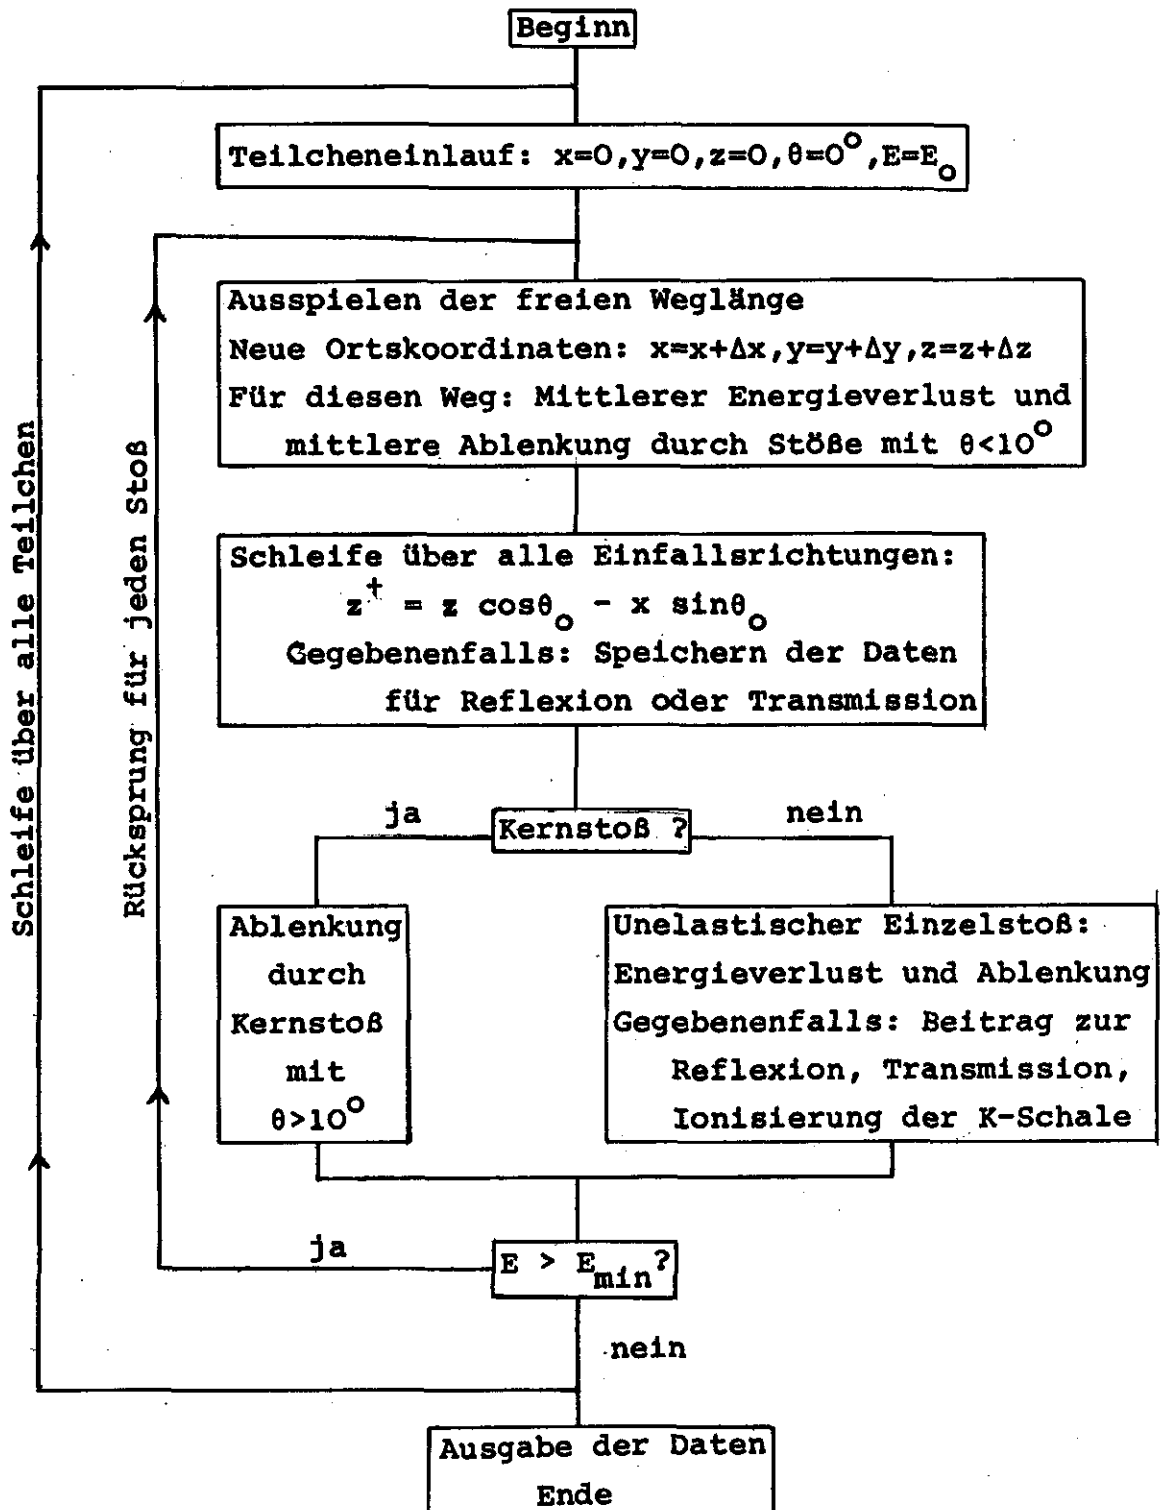 Beginn
Teilcheneinlauf: x=0,y=0,z=0,θ=0°,E=E₀
Ausspielen der freien Weglänge
Neue Ortskoordinaten: x=x+Δx,y=y+Δy,z=z+Δz
Für diesen Weg: Mittlerer Energieverlust und
mittlere Ablenkung durch Stöße mit θ<10°
Schleife über alle Einfallsrichtungen:
z⁺ = z cosθ₀ - x sinθ₀
Gegebenenfalls: Speichern der Daten
für Reflexion oder Transmission
Schleife über alle Teilchen
Rücksprung für jeden Stoß
ja
Kernstoß ?
nein
Ablenkung
durch
Kernstoß
mit
θ>10°
Unelastischer Einzelstoß:
Energieverlust und Ablenkung
Gegebenenfalls: Beitrag zur
Reflexion, Transmission,
Ionisierung der K-Schale
ja
E > E_min?
nein
Ausgabe der Daten
Ende